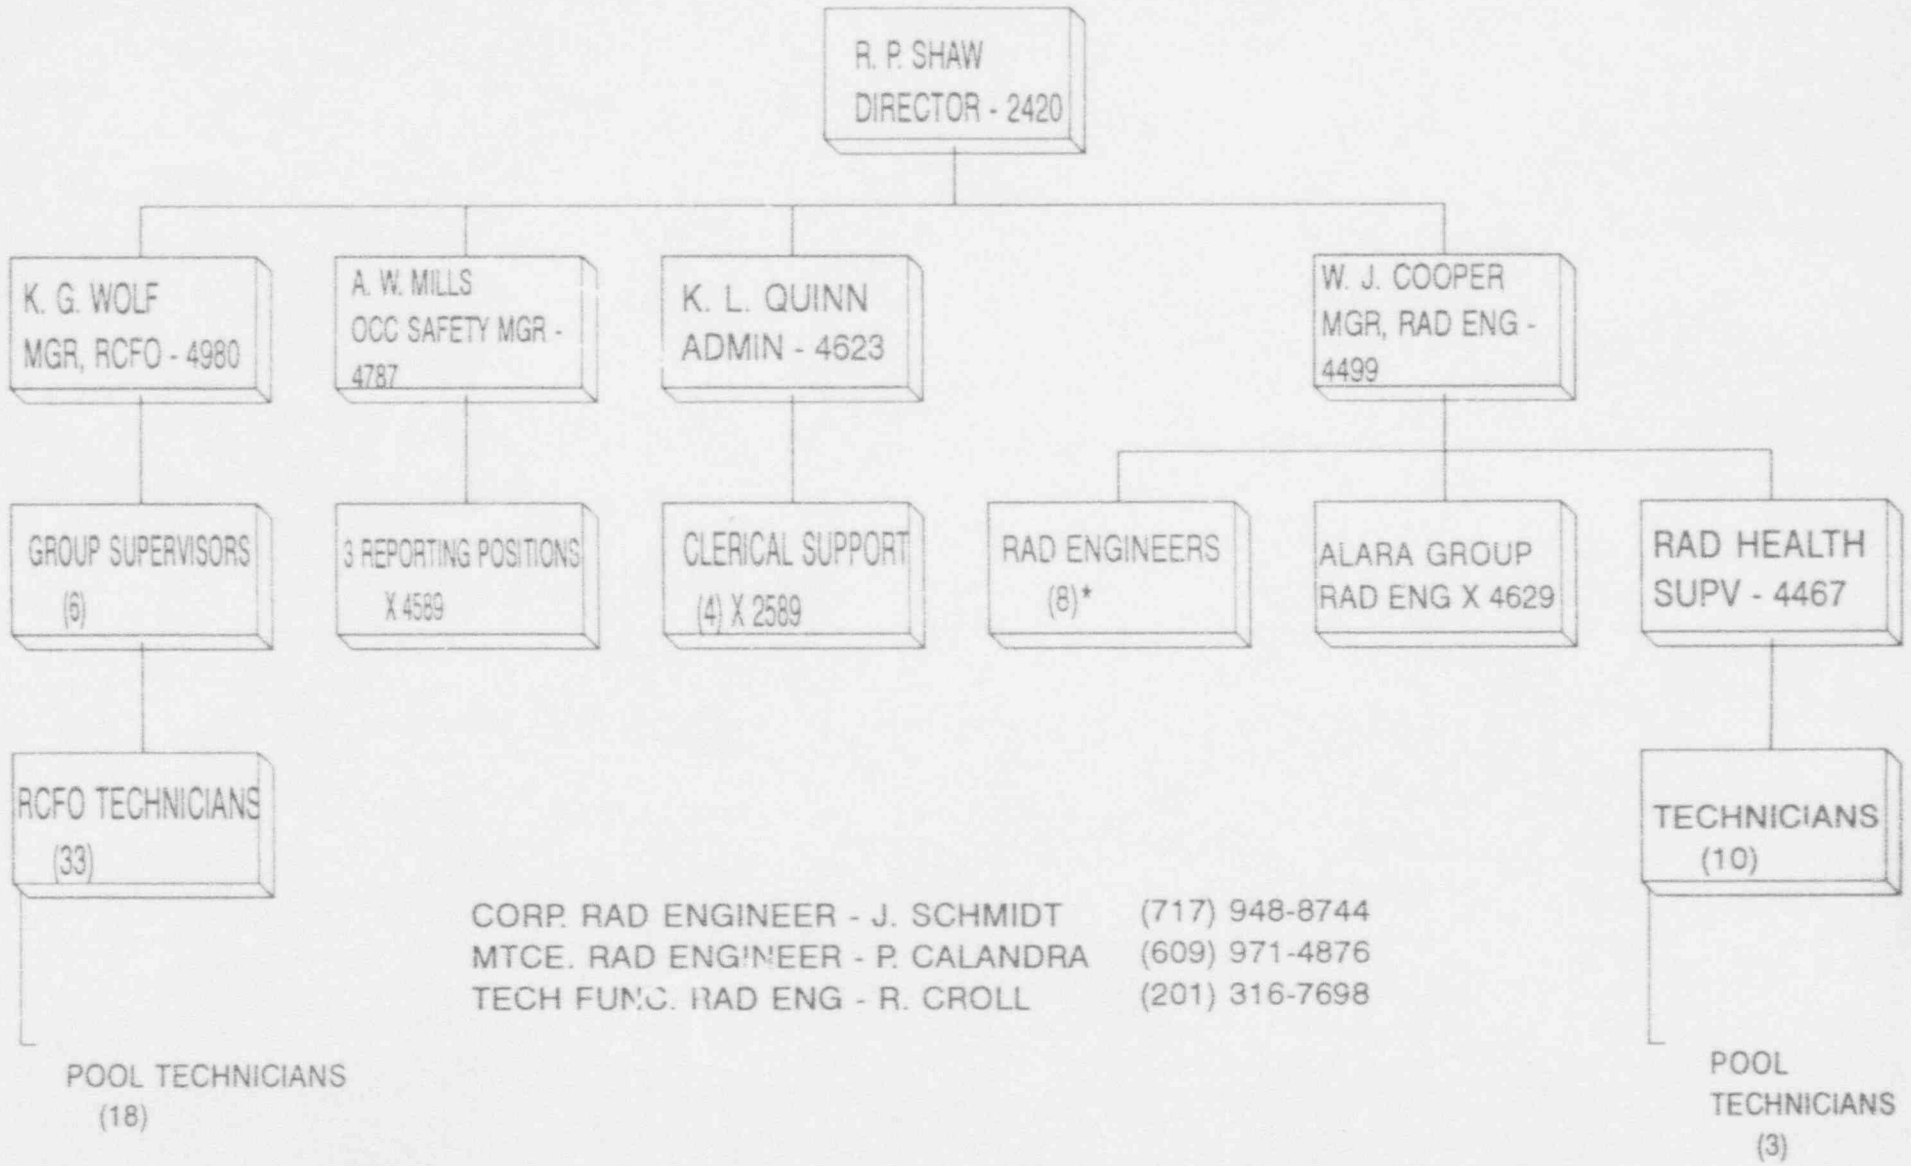 R. P. SHAW
DIRECTOR - 2420
K. G. WOLF
MGR, RCFO - 4980
A. W. MILLS
OCC SAFETY MGR -
4787
K. L. QUINN
ADMIN - 4623
W. J. COOPER
MGR, RAD ENG -
4499
GROUP SUPERVISORS
(6)
3 REPORTING POSITIONS
X 4589
CLERICAL SUPPORT
(4) X 2589
RAD ENGINEERS
(8)*
ALARA GROUP
RAD ENG X 4629
RAD HEALTH
SUPV - 4467
RCFO TECHNICIANS
(33)
TECHNICIANS
(10)
CORP. RAD ENGINEER - J. SCHMIDT (717) 948-8744
MTCE. RAD ENGINEER - P. CALANDRA (609) 971-4876
TECH FUNC. RAD ENG - R. CROLL (201) 316-7698
POOL TECHNICIANS
(18)
POOL
TECHNICIANS
(3)